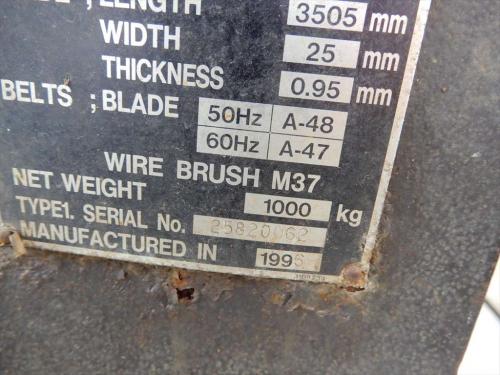 LENGTH 3505 mm
WIDTH 25 mm
THICKNESS 0.95 mm
BELTS ; BLADE 50Hz A-48
60Hz A-47
WIRE BRUSH M37
NET WEIGHT 1000 kg
TYPE1. SERIAL No. 25820062
MANUFACTURED IN 1996